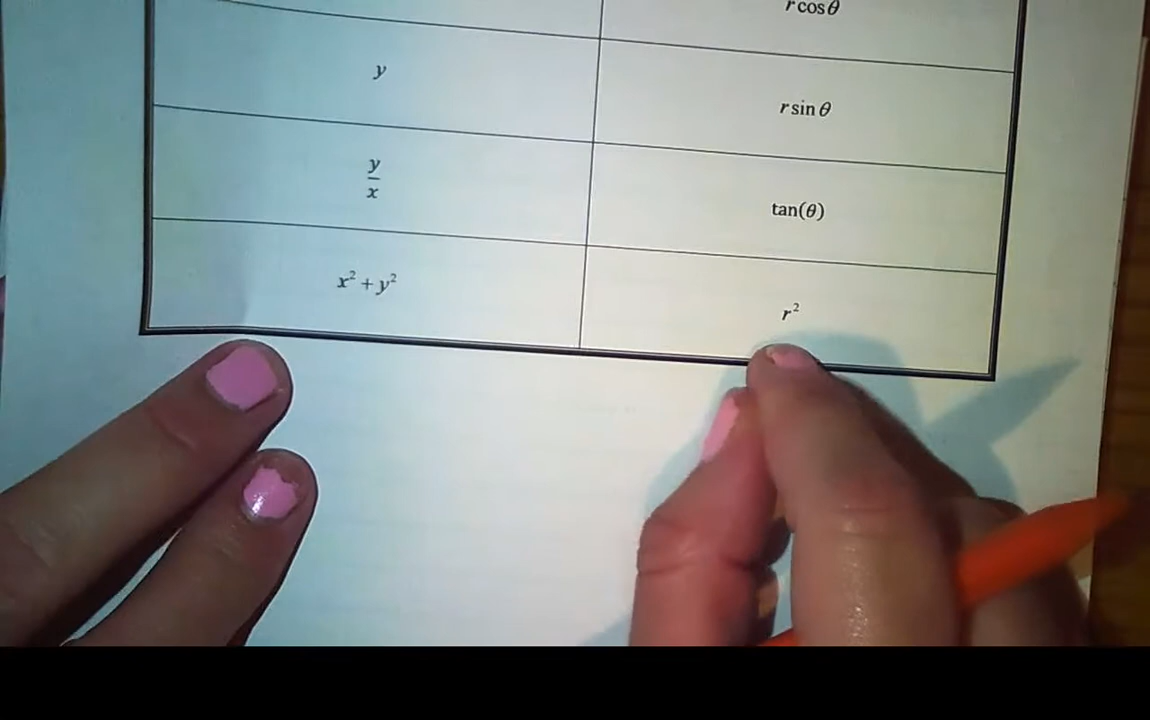 r cos θ
y
r sin θ
y/x
tan(θ)
x² + y²
r²